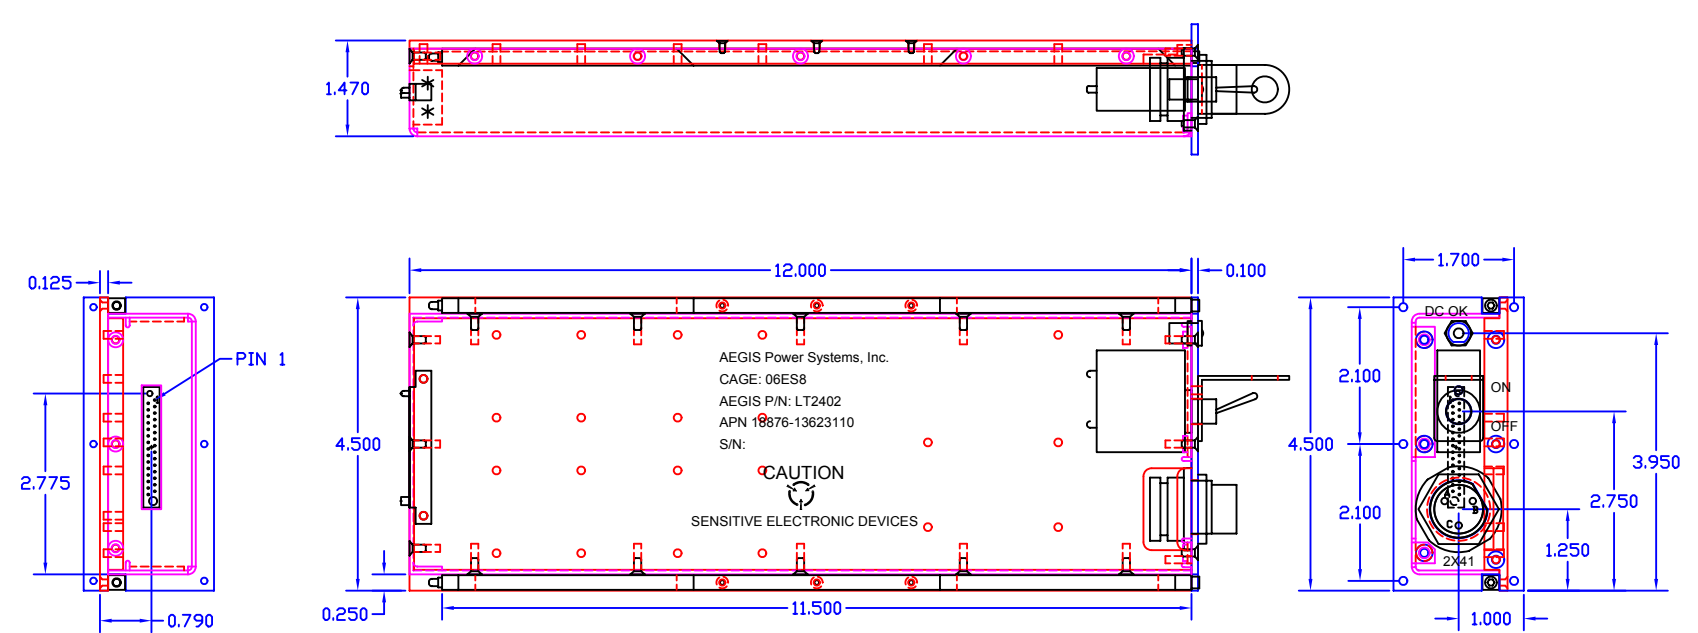 1.470
12.000
0.100
0.125
PIN 1
2.775
0.790
4.500
AEGIS Power Systems, Inc.
CAGE: 06ES8
AEGIS P/N: LT2402
APN 18876-13623110
S/N:
CAUTION
SENSITIVE ELECTRONIC DEVICES
0.250
11.500
1.700
DC OK
2.100
ON
OFF
4.500
3.950
2.750
2.100
A
B
C
1.250
2X41
1.000